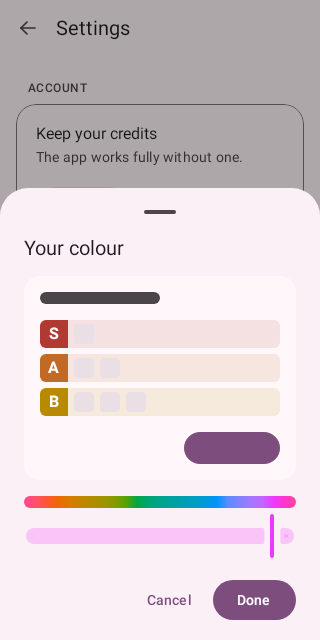 Settings
ACCOUNT
Keep your credits
The app works fully without one.
Your colour
S
A
B
Cancel
Done